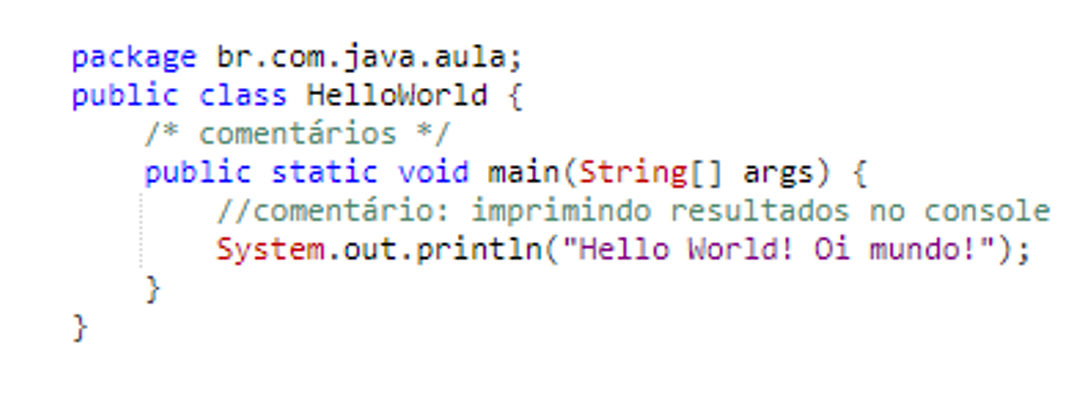 package br.com.java.aula;
public class HelloWorld {
    /* comentários */
    public static void main(String[] args) {
        //comentário: imprimindo resultados no console
        System.out.println("Hello World! Oi mundo!");
    }
}